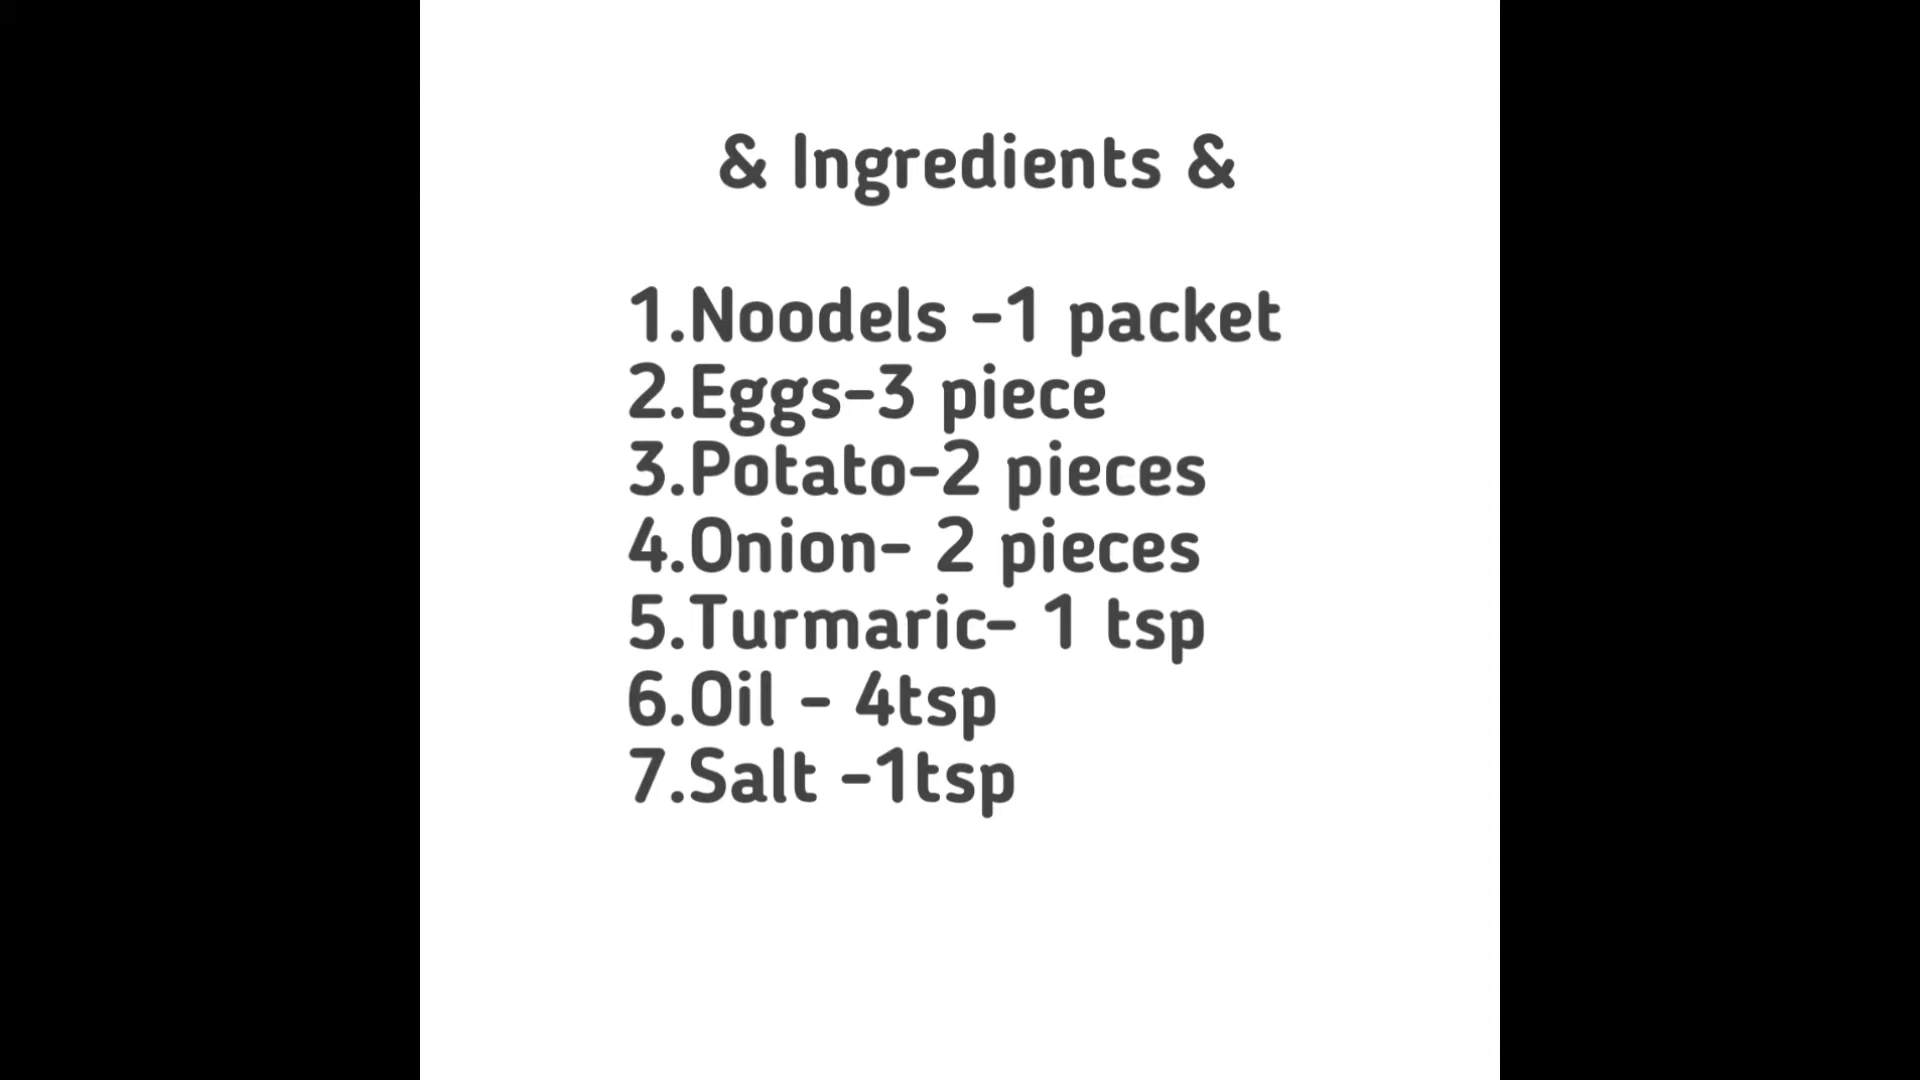 & Ingredients &
1.Noodels -1 packet
2.Eggs-3 piece
3.Potato-2 pieces
4.Onion- 2 pieces
5.Turmaric- 1 tsp
6.Oil - 4tsp
7.Salt -1tsp